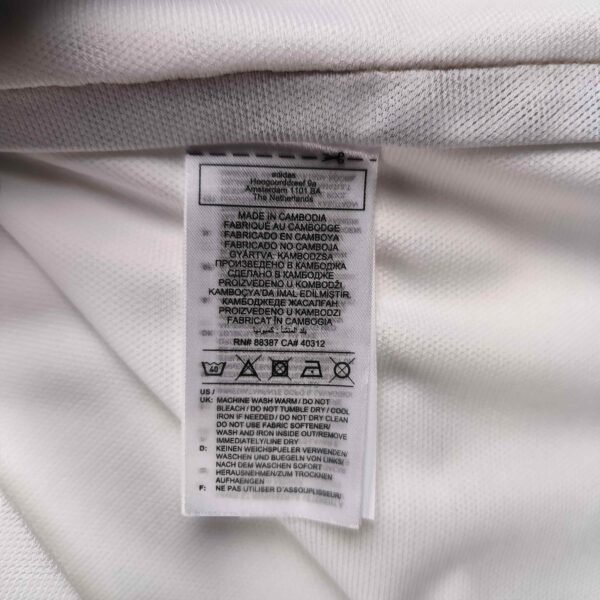 adidas
Hoogoorddreef 9a
Amsterdam 1101 BA
The Netherlands
MADE IN CAMBODIA
FABRIQUÉ AU CAMBODGE
FABRICADO EN CAMBOYA
FABRICADO NO CAMBOJA
GYÁRTVA: KAMBODZSA
ПРОИЗВЕДЕНО В КАМБОДЖА
СДЕЛАНО В КАМБОДЖЕ
PROIZVEDENO U KOMBODŽI
KAMBOÇYA'DA İMAL EDİLMİŞTİR.
КАМБОДЖЕДЕ ЖАСАЛҒАН
PROIZVEDENO U KAMBODZI
FABRICAT ÎN CAMBOGIA
بلد المنشأ : كمبوديا
RN# 88387 CA# 40312
40
US /
UK: MACHINE WASH WARM / DO NOT
BLEACH / DO NOT TUMBLE DRY / COOL
IRON IF NEEDED / DO NOT DRY CLEAN
DO NOT USE FABRIC SOFTENER/
WASH AND IRON INSIDE OUT/REMOVE
IMMEDIATELY/LINE DRY
D: KEINEN WEICHSPUELER VERWENDEN/
WASCHEN UND BUEGELN VON LINKS/
NACH DEM WASCHEN SOFORT
HERAUSNEHMEN/ZUM TROCKNEN
AUFHAENGEN
F: NE PAS UTILISER D'ASSOUPLISSEUR/